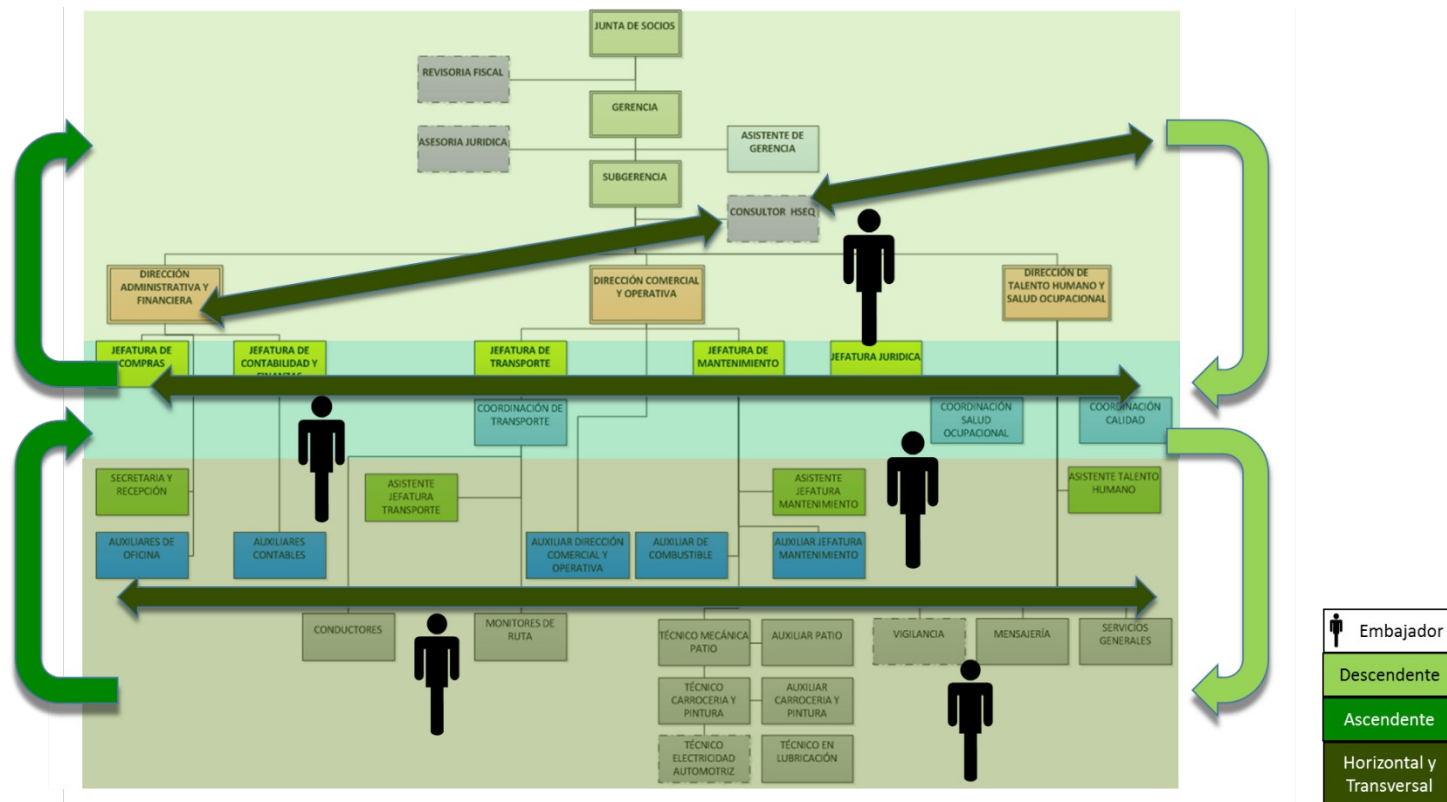 JUNTA DE SOCIOS
REVISORIA FISCAL
GERENCIA
ASESORIA JURIDICA
ASISTENTE DE
GERENCIA
SUBGERENCIA
CONSULTOR HSEQ
DIRECCIÓN
ADMINISTRATIVA Y
FINANCIERA
DIRECCIÓN COMERCIAL
Y OPERATIVA
DIRECCIÓN DE
TALENTO HUMANO Y
SALUD OCUPACIONAL
JEFATURA DE
COMPRAS
JEFATURA DE
CONTABILIDAD Y
FINANZAS
JEFATURA DE
TRANSPORTE
JEFATURA DE
MANTENIMIENTO
JEFATURA JURIDICA
COORDINACIÓN DE
TRANSPORTE
COORDINACIÓN
SALUD
OCUPACIONAL
COORDINACIÓN
CALIDAD
SECRETARIA Y
RECEPCIÓN
ASISTENTE
JEFATURA
TRANSPORTE
ASISTENTE
JEFATURA
MANTENIMIENTO
ASISTENTE TALENTO
HUMANO
AUXILIARES DE
OFICINA
AUXILIARES
CONTABLES
AUXILIAR DIRECCIÓN
COMERCIAL Y
OPERATIVA
AUXILIAR DE
COMBUSTIBLE
AUXILIAR JEFATURA
MANTENIMIENTO
CONDUCTORES
MONITORES DE
RUTA
TÉCNICO MECÁNICA
PATIO
AUXILIAR PATIO
VIGILANCIA
MENSAJERÍA
SERVICIOS
GENERALES
TÉCNICO
CARROCERIA Y
PINTURA
AUXILIAR
CARROCERIA Y
PINTURA
TÉCNICO
ELECTRICIDAD
AUTOMOTRIZ
TÉCNICO EN
LUBRICACIÓN
Embajador
Descendente
Ascendente
Horizontal y
Transversal